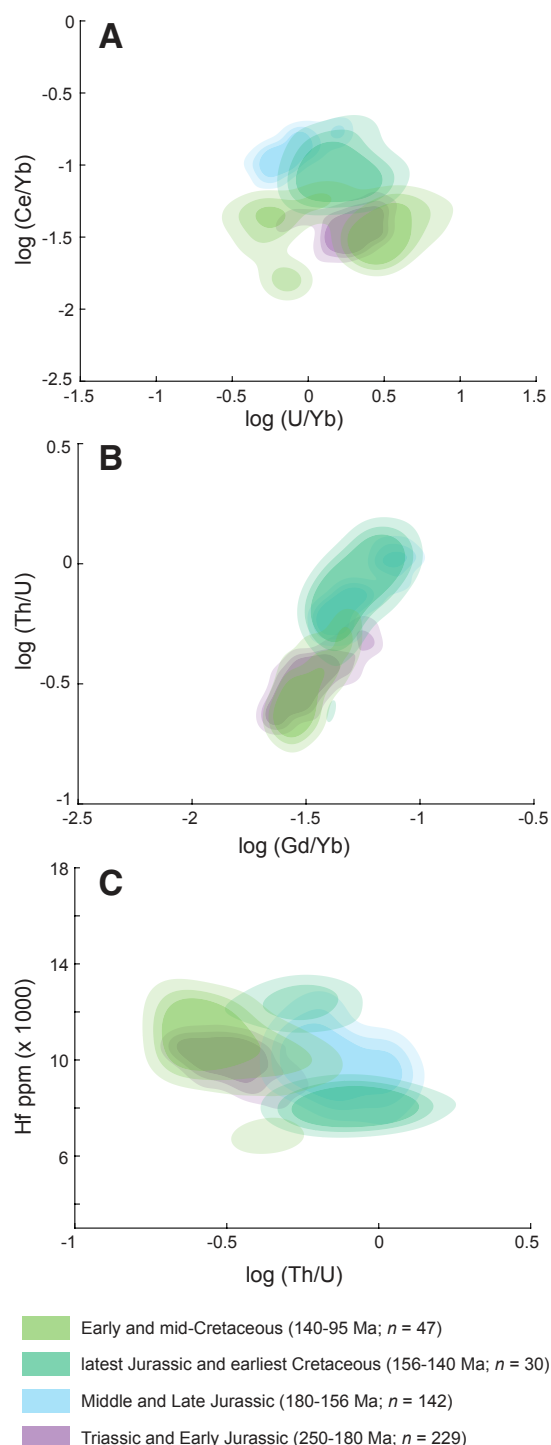 A
0
-0.5
-1
-1.5
-2
-2.5
log (Ce/Yb)
-1.5 -1 -0.5 0 0.5 1 1.5
log (U/Yb)
B
0.5
0
-0.5
-1
log (Th/U)
-2.5 -2 -1.5 -1 -0.5
log (Gd/Yb)
C
18
14
10
6
Hf ppm (x 1000)
-1 -0.5 0 0.5
log (Th/U)
Early and mid-Cretaceous (140-95 Ma; n = 47)
latest Jurassic and earliest Cretaceous (156-140 Ma; n = 30)
Middle and Late Jurassic (180-156 Ma; n = 142)
Triassic and Early Jurassic (250-180 Ma; n = 229)